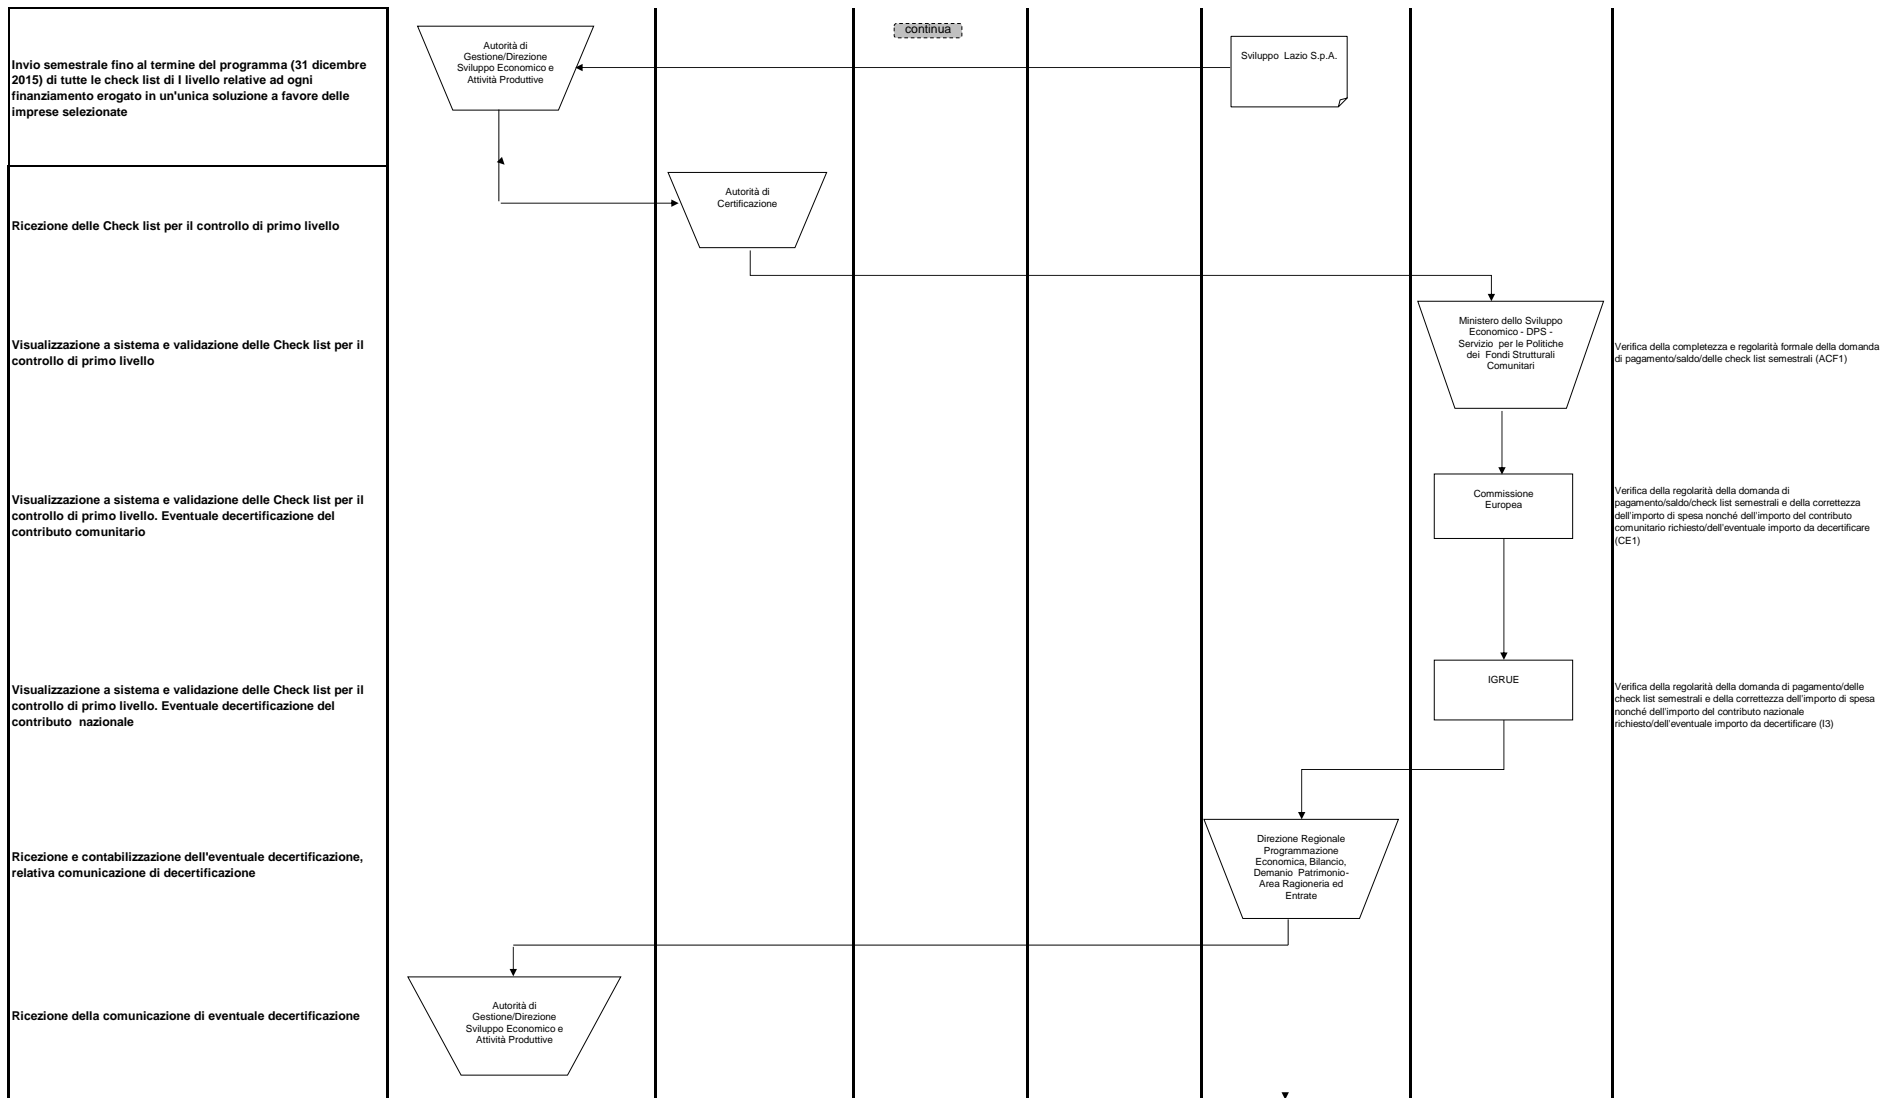 continua
Invio semestrale fino al termine del programma (31 dicembre
2015) di tutte le check list di I livello relative ad ogni
finanziamento erogato in un'unica soluzione a favore delle
imprese selezionate
Autorità di
Gestione/Direzione
Sviluppo Economico e
Attività Produttive
Sviluppo Lazio S.p.A.
Ricezione delle Check list per il controllo di primo livello
Autorità di
Certificazione
Visualizzazione a sistema e validazione delle Check list per il
controllo di primo livello
Ministero dello Sviluppo
Economico - DPS -
Servizio per le Politiche
dei Fondi Strutturali
Comunitari
Verifica della completezza e regolarità formale della domanda
di pagamento/saldo/delle check list semestrali (ACF1)
Visualizzazione a sistema e validazione delle Check list per il
controllo di primo livello. Eventuale decertificazione del
contributo comunitario
Commissione
Europea
Verifica della regolarità della domanda di
pagamento/saldo/check list semestrali e della correttezza
dell'importo di spesa nonché dell'importo del contributo
comunitario richiesto/dell'eventuale importo da decertificare
(CE1)
Visualizzazione a sistema e validazione delle Check list per il
controllo di primo livello. Eventuale decertificazione del
contributo nazionale
IGRUE
Verifica della regolarità della domanda di pagamento/delle
check list semestrali e della correttezza dell'importo di spesa
nonché dell'importo del contributo nazionale
richiesto/dell'eventuale importo da decertificare (I3)
Ricezione e contabilizzazione dell'eventuale decertificazione,
relativa comunicazione di decertificazione
Direzione Regionale
Programmazione
Economica, Bilancio,
Demanio Patrimonio-
Area Ragioneria ed
Entrate
Ricezione della comunicazione di eventuale decertificazione
Autorità di
Gestione/Direzione
Sviluppo Economico e
Attività Produttive